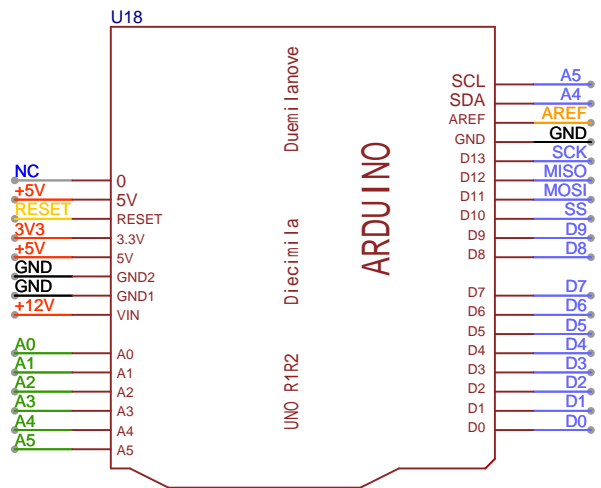 U18
NC 0
+5V 5V
RESET RESET
3V3 3.3V
+5V 5V
GND GND2
GND GND1
+12V VIN
A0 A0
A1 A1
A2 A2
A3 A3
A4 A4
A5 A5
Duemilanove
Diecimila
UNO R1R2
ARDUINO
SCL A5
SDA A4
AREF AREF
GND GND
D13 SCK
D12 MISO
D11 MOSI
D10 SS
D9 D9
D8 D8
D7 D7
D6 D6
D5 D5
D4 D4
D3 D3
D2 D2
D1 D1
D0 D0